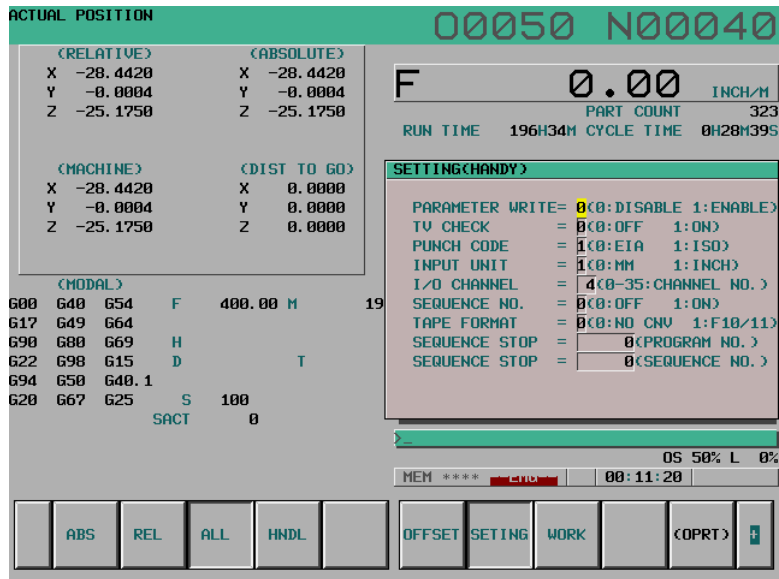 ACTUAL POSITION
O0050 N00040
(RELATIVE) (ABSOLUTE)
X -28.4420 X -28.4420
Y -0.0004 Y -0.0004
Z -25.1750 Z -25.1750
(MACHINE) (DIST TO GO)
X -28.4420 X 0.0000
Y -0.0004 Y 0.0000
Z -25.1750 Z 0.0000
(MODAL)
G00 G40 G54 F 400.00 M 19
G17 G49 G64
G90 G80 G69 H
G22 G98 G15 D T
G94 G50 G40.1
G20 G67 G25 S 100
SACT 0
F 0.00 INCH/M
PART COUNT 323
RUN TIME 196H34M CYCLE TIME 0H28M39S
SETTING(HANDY)
PARAMETER WRITE= 0(0:DISABLE 1:ENABLE)
TV CHECK = 0(0:OFF 1:ON)
PUNCH CODE = 1(0:EIA 1:ISO)
INPUT UNIT = 1(0:MM 1:INCH)
I/O CHANNEL = 4(0-35:CHANNEL NO.)
SEQUENCE NO. = 0(0:OFF 1:ON)
TAPE FORMAT = 0(0:NO CNV 1:F10/11)
SEQUENCE STOP = 0(PROGRAM NO.)
SEQUENCE STOP = 0(SEQUENCE NO.)
>_
OS 50% L 0%
MEM **** --EMG-- 00:11:20
ABS REL ALL HNDL OFFSET SETING WORK (OPRT) +